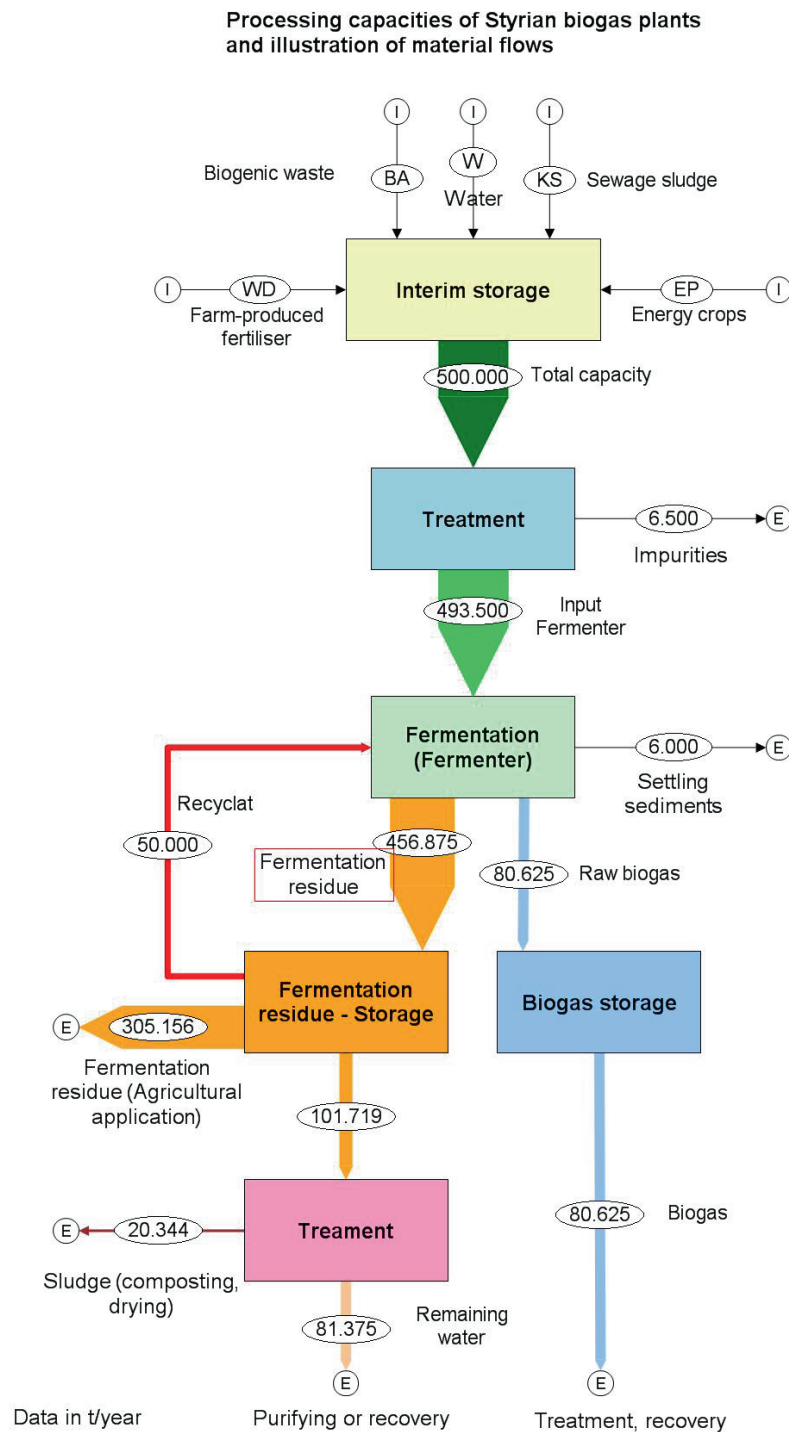 Processing capacities of Styrian biogas plants
and illustration of material flows
I
I
I
Biogenic waste
BA
W
Water
KS
Sewage sludge
I
WD
Farm-produced
fertiliser
Interim storage
EP
I
Energy crops
500.000
Total capacity
Treatment
6.500
E
Impurities
493.500
Input
Fermenter
Fermentation
(Fermenter)
6.000
E
Settling
sediments
Recyclat
50.000
456.875
Fermentation
residue
80.625
Raw biogas
Fermentation
residue - Storage
Biogas storage
E
305.156
Fermentation
residue (Agricultural
application)
101.719
Treament
E
20.344
Sludge (composting,
drying)
80.625
Biogas
81.375
Remaining
water
E
E
Data in t/year
Purifying or recovery
Treatment, recovery